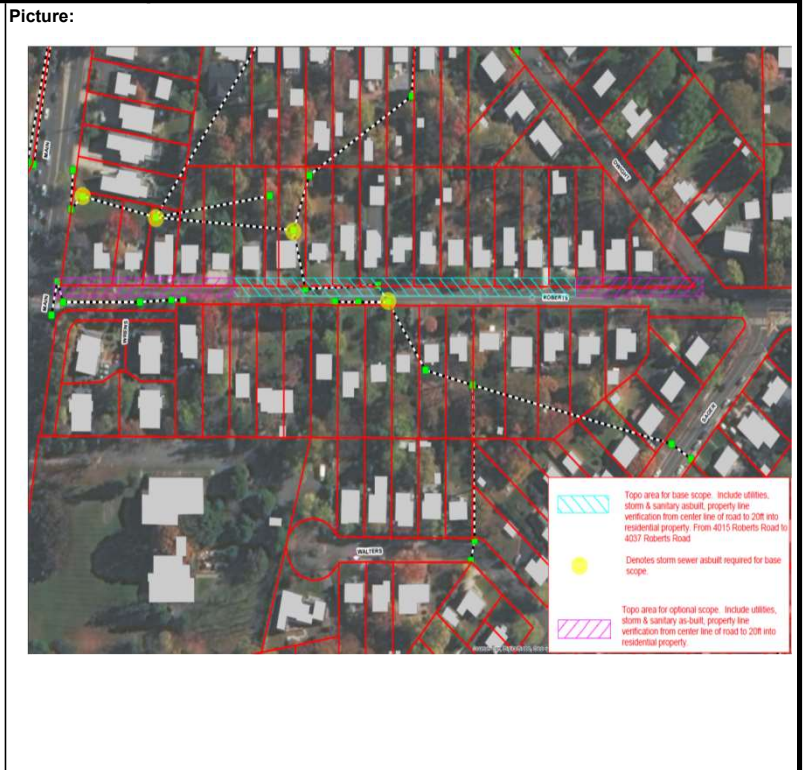 Picture:
MAIN
DWIGHT
MAIN
ROBERTS
WALTERS
Topo area for base scope. Include utilities,
storm & sanitary asbuilt, property line
verification from center line of road to 20ft into
residential property. From 4015 Roberts Road to
4037 Roberts Road
Denotes storm sewer asbuilt required for base
scope.
Topo area for optional scope. Include utilities,
storm & sanitary as-built, property line
verification from center line of road to 20ft into
residential property.